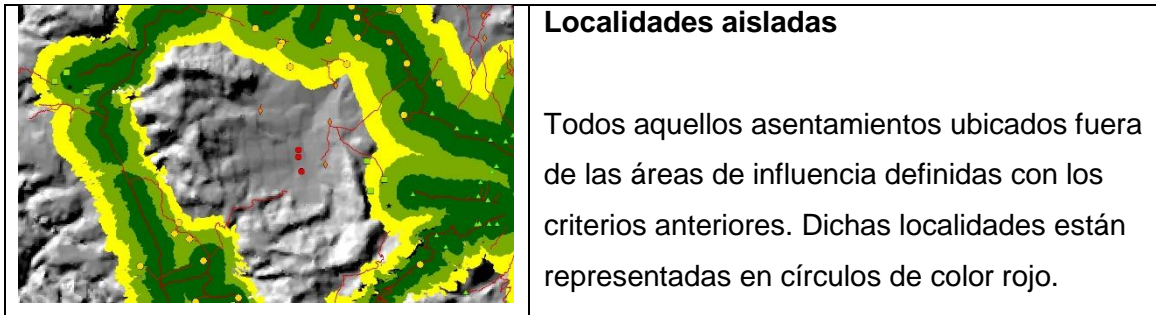 Localidades aisladas
Todos aquellos asentamientos ubicados fuera
de las áreas de influencia definidas con los
criterios anteriores. Dichas localidades están
representadas en círculos de color rojo.